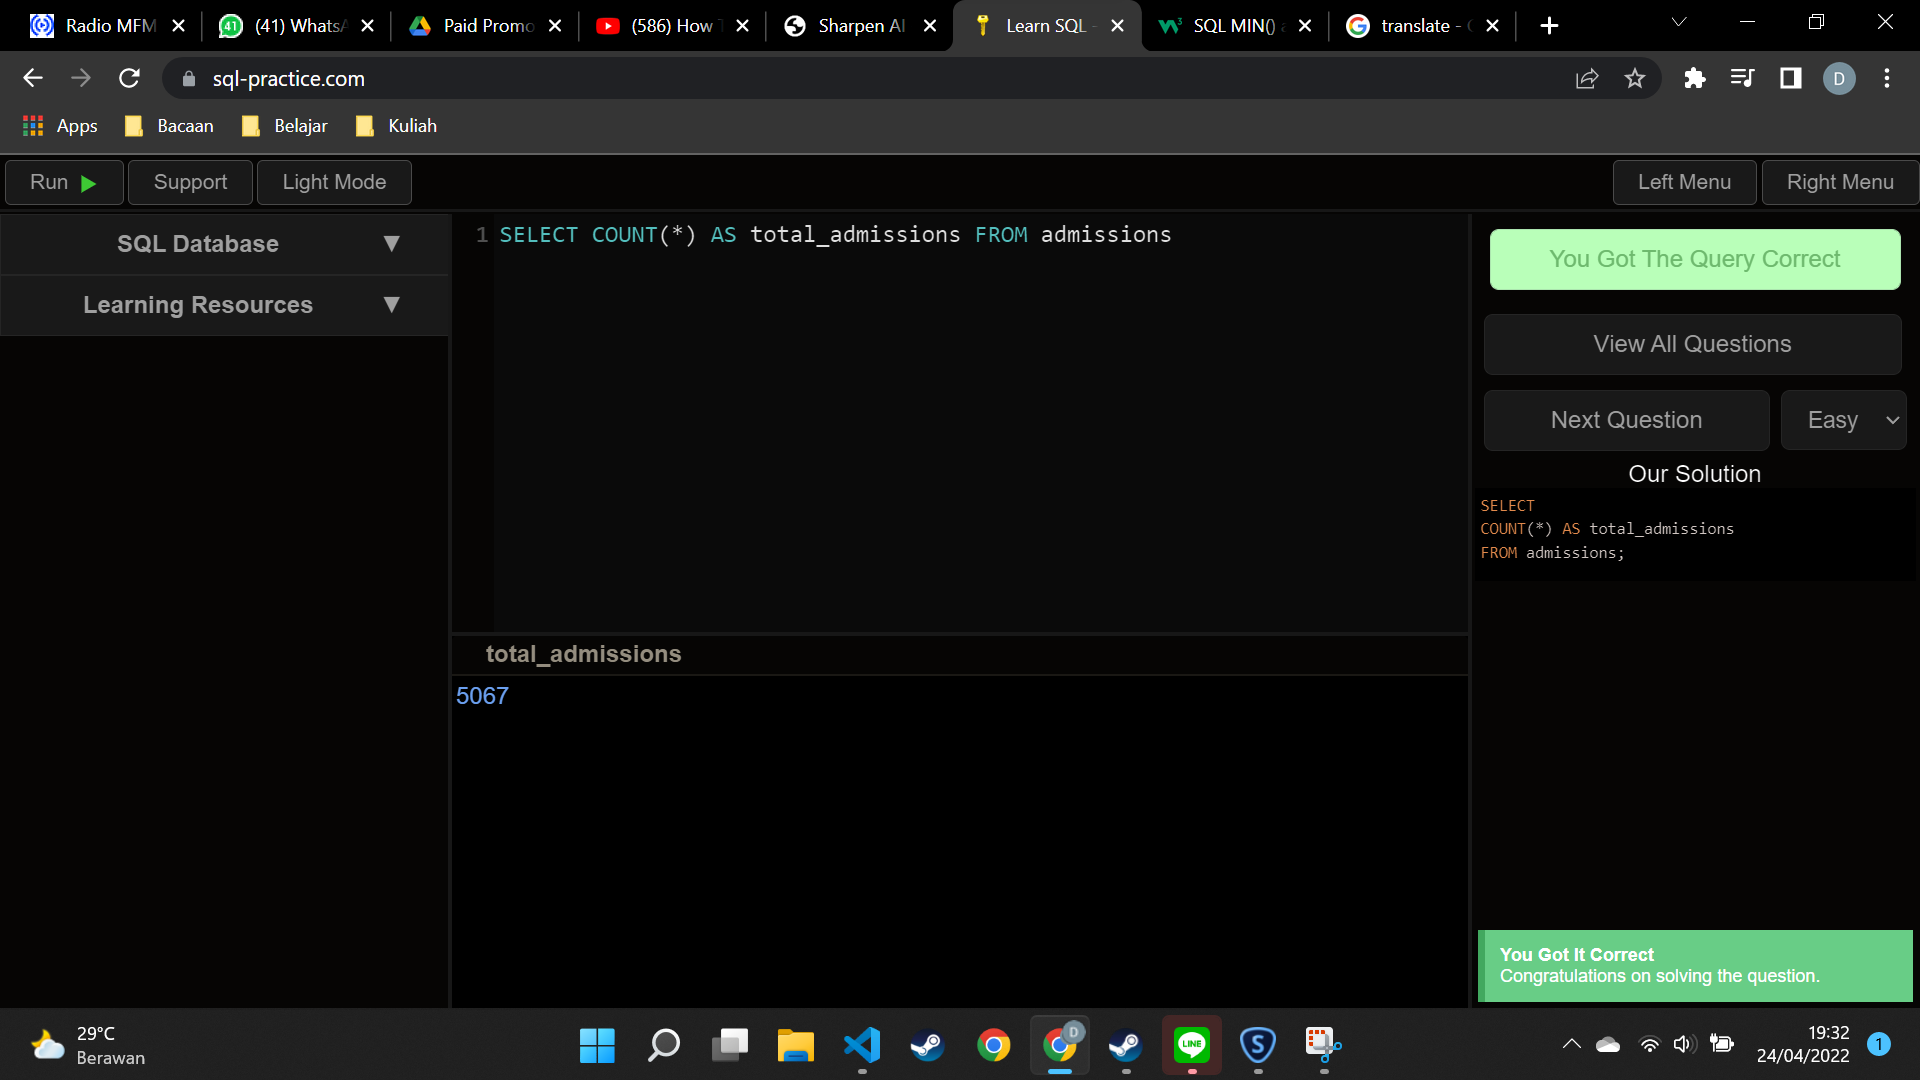 Radio MFM
(41) WhatsA
Paid Promo
(586) How T
Sharpen AI
Learn SQL -
SQL MIN() a
translate -
sql-practice.com
D
Apps
Bacaan
Belajar
Kuliah
Run
Support
Light Mode
Left Menu
Right Menu
SQL Database
Learning Resources
1 SELECT COUNT(*) AS total_admissions FROM admissions
You Got The Query Correct
View All Questions
Next Question
Easy
Our Solution
SELECT
COUNT(*) AS total_admissions
FROM admissions;
total_admissions
5067
You Got It Correct
Congratulations on solving the question.
29°C
Berawan
D
LINE
S
19:32
24/04/2022
1